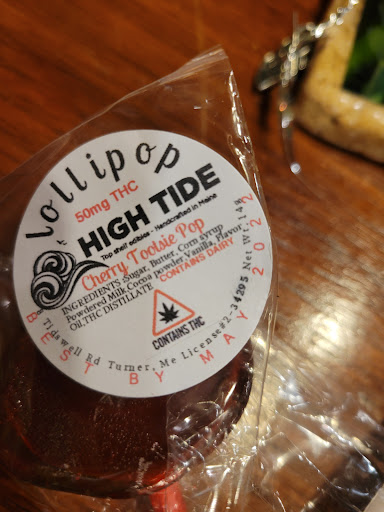 lollipop
50mg THC
HIGH TIDE
Top shelf edibles - Handcrafted in Maine
Cherry Tootsie Pop
INGREDIENTS: Sugar, Butter, Corn syrup
Powdered Milk, Cocoa powder, Vanilla, Flavor
Oil, THC DISTILLATE CONTAINS DAIRY
CONTAINS THC
Tidswell Rd Turner, Me License#2-34295 Net wt.
BEST BY MAY 2022